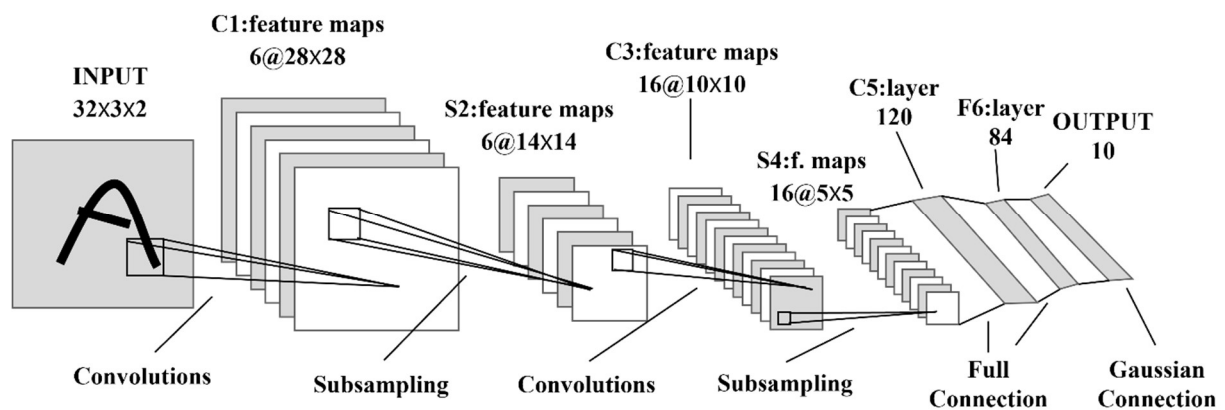 INPUT
32X3X2
C1:feature maps
6@28X28
S2:feature maps
6@14X14
C3:feature maps
16@10X10
S4:f. maps
16@5X5
C5:layer
120
F6:layer
84
OUTPUT
10
Convolutions
Subsampling
Convolutions
Subsampling
Full
Connection
Gaussian
Connection